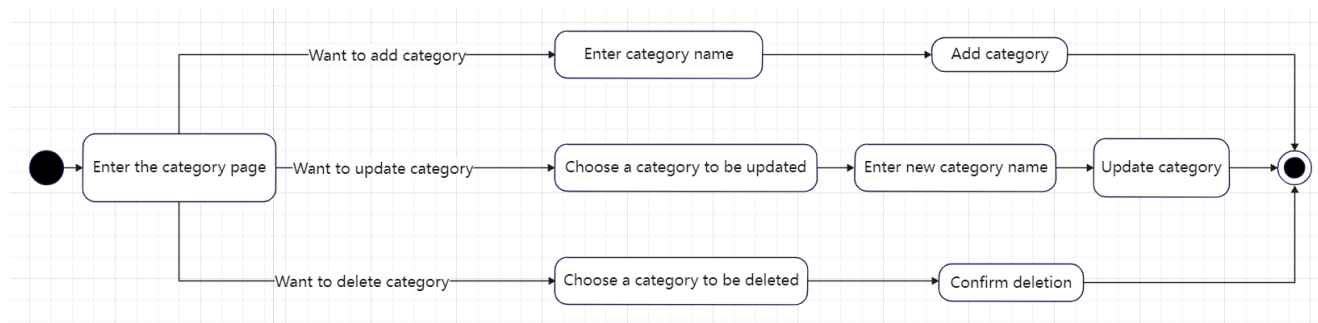 Want to add category
Enter category name
Add category
Enter the category page
Want to update category
Choose a category to be updated
Enter new category name
Update category
Want to delete category
Choose a category to be deleted
Confirm deletion